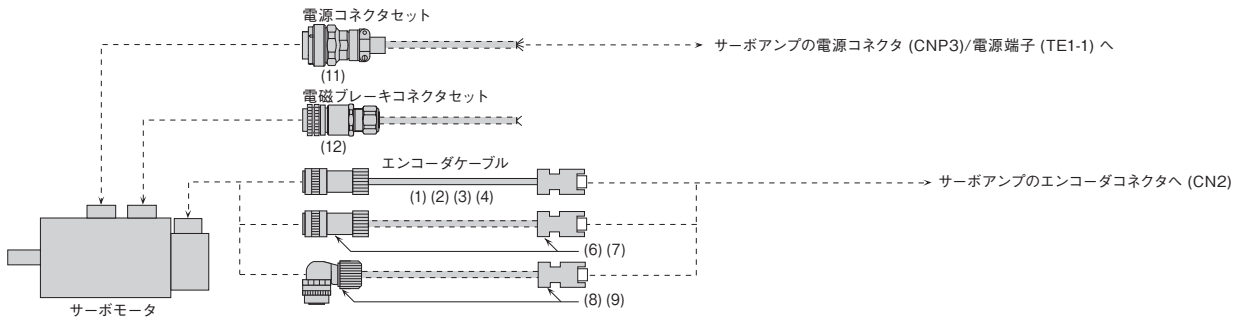 電源コネクタセット
サーボアンプの電源コネクタ (CNP3)/電源端子 (TE1-1) へ
(11)
電磁ブレーキコネクタセット
(12)
エンコーダケーブル
(1) (2) (3) (4)
サーボアンプのエンコーダコネクタへ (CN2)
(6) (7)
(8) (9)
サーボモータ